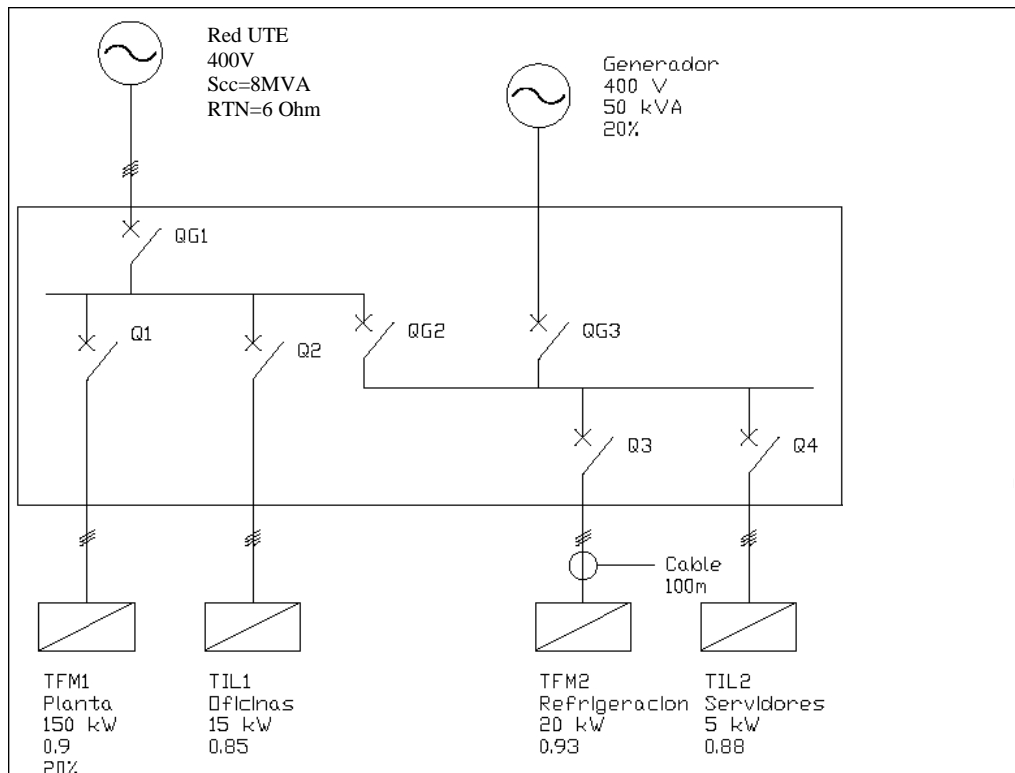 Red UTE
400V
Scc=8MVA
RTN=6 Ohm
Generador
400 V
50 kVA
20%
QG1
Q1
Q2
QG2
QG3
Q3
Q4
Cable
100m
TFM1
Planta
150 kW
0.9
20%
TIL1
Oficinas
15 kW
0.85
TFM2
Refrigeracion
20 kW
0.93
TIL2
Servidores
5 kW
0.88